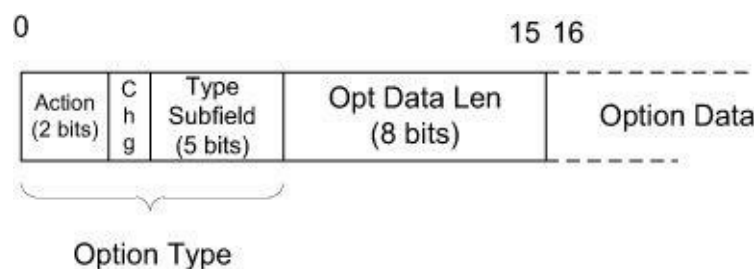 0
15 16
Action
(2 bits)
C
h
g
Type
Subfield
(5 bits)
Opt Data Len
(8 bits)
Option Data
Option Type